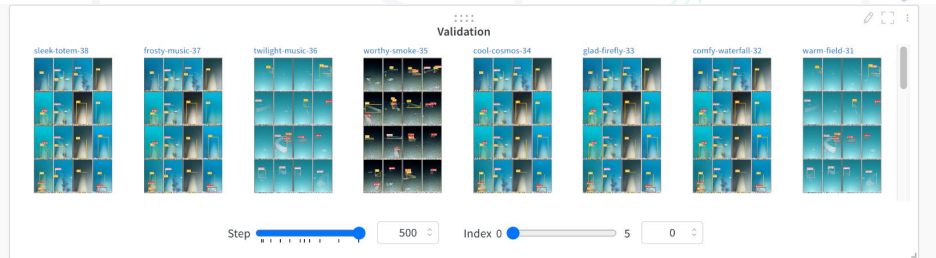 Validation
sleek-totem-38 frosty-music-37 twilight-music-36 worthy-smoke-35 cool-cosmos-34 glad-firefly-33 comfy-waterfall-32 warm-field-31
Step 500 Index 0 5 0